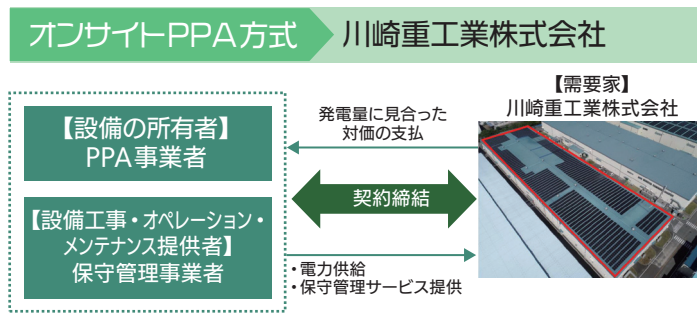 オンサイトPPA方式
川崎重工業株式会社
【設備の所有者】
PPA事業者
【設備工事・オペレーション・
メンテナンス提供者】
保守管理事業者
発電量に見合った
対価の支払
契約締結
・電力供給
・保守管理サービス提供
【需要家】
川崎重工業株式会社